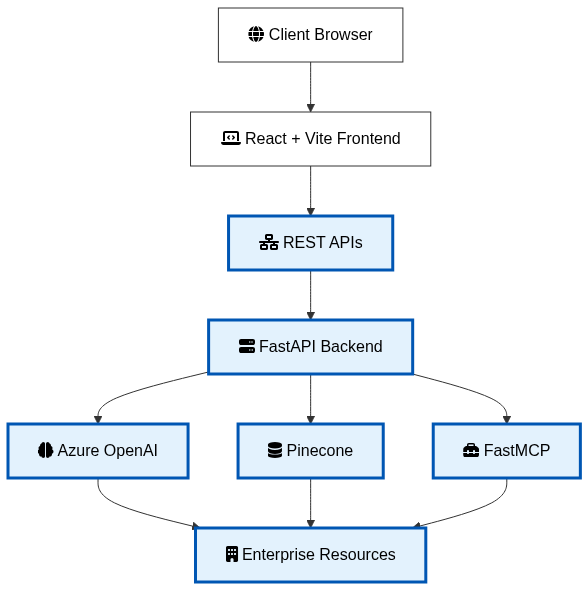 Client Browser
React + Vite Frontend
REST APIs
FastAPI Backend
Azure OpenAI
Pinecone
FastMCP
Enterprise Resources